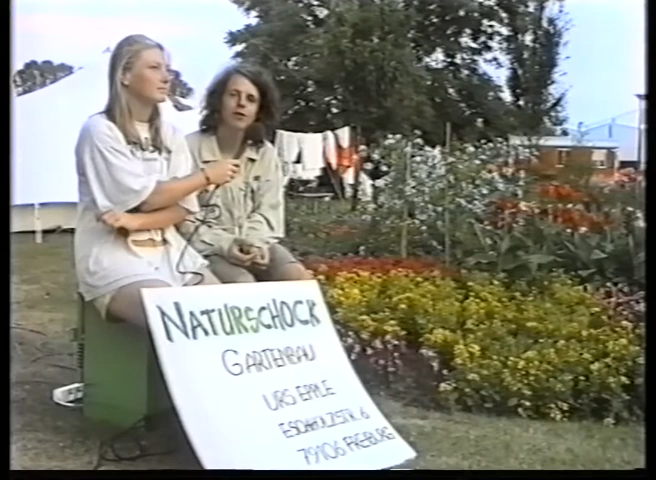 NATURSCHOCK
GARTENBAU
URS EPPLE
ESCHHOLZSTR. 6
79106 FREIBURG